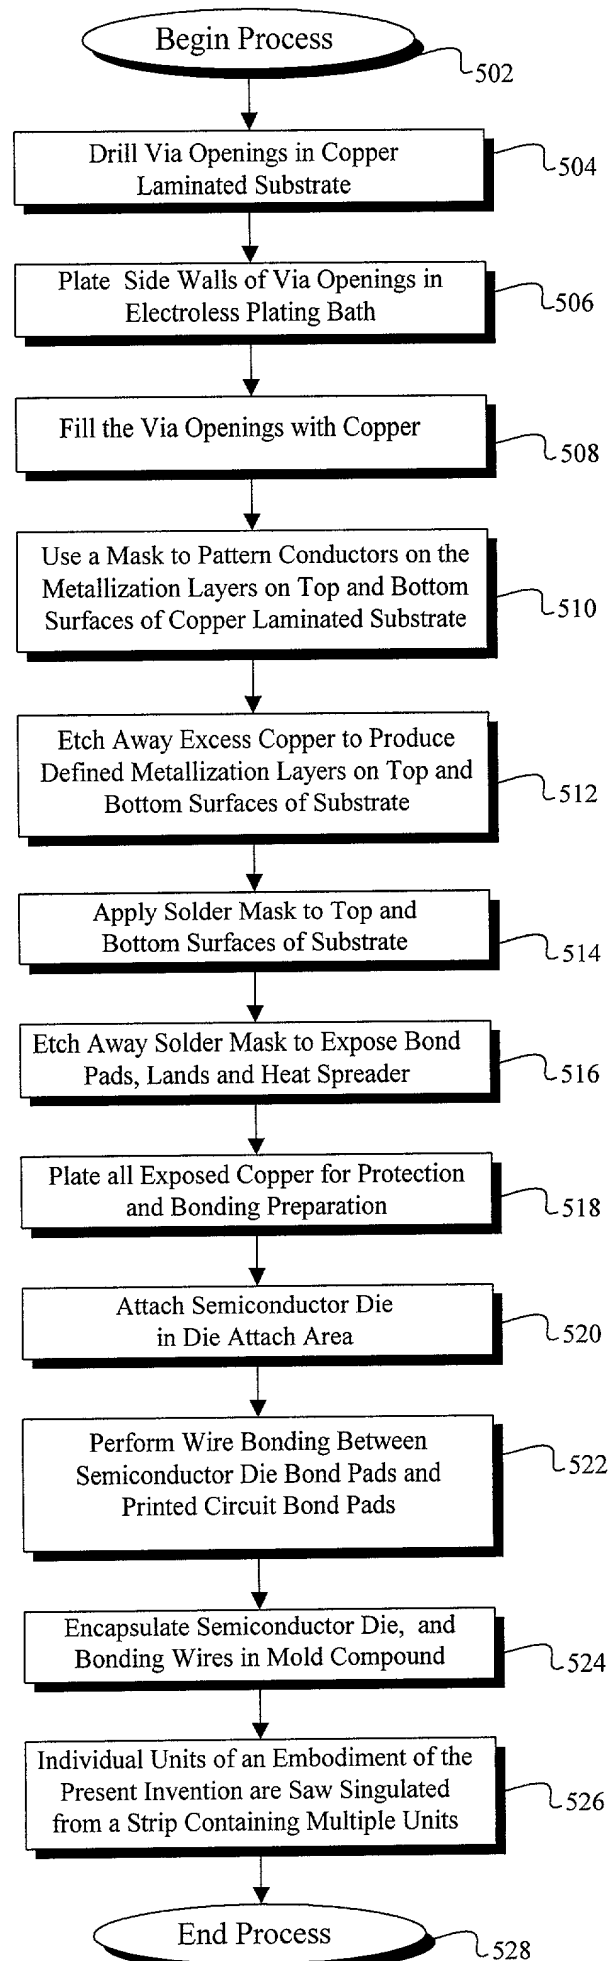 Begin Process
502
Drill Via Openings in Copper
Laminated Substrate
504
Plate Side Walls of Via Openings in
Electroless Plating Bath
506
Fill the Via Openings with Copper
508
Use a Mask to Pattern Conductors on the
Metallization Layers on Top and Bottom
Surfaces of Copper Laminated Substrate
510
Etch Away Excess Copper to Produce
Defined Metallization Layers on Top and
Bottom Surfaces of Substrate
512
Apply Solder Mask to Top and
Bottom Surfaces of Substrate
514
Etch Away Solder Mask to Expose Bond
Pads, Lands and Heat Spreader
516
Plate all Exposed Copper for Protection
and Bonding Preparation
518
Attach Semiconductor Die
in Die Attach Area
520
Perform Wire Bonding Between
Semiconductor Die Bond Pads and
Printed Circuit Bond Pads
522
Encapsulate Semiconductor Die, and
Bonding Wires in Mold Compound
524
Individual Units of an Embodiment of the
Present Invention are Saw Singulated
from a Strip Containing Multiple Units
526
End Process
528